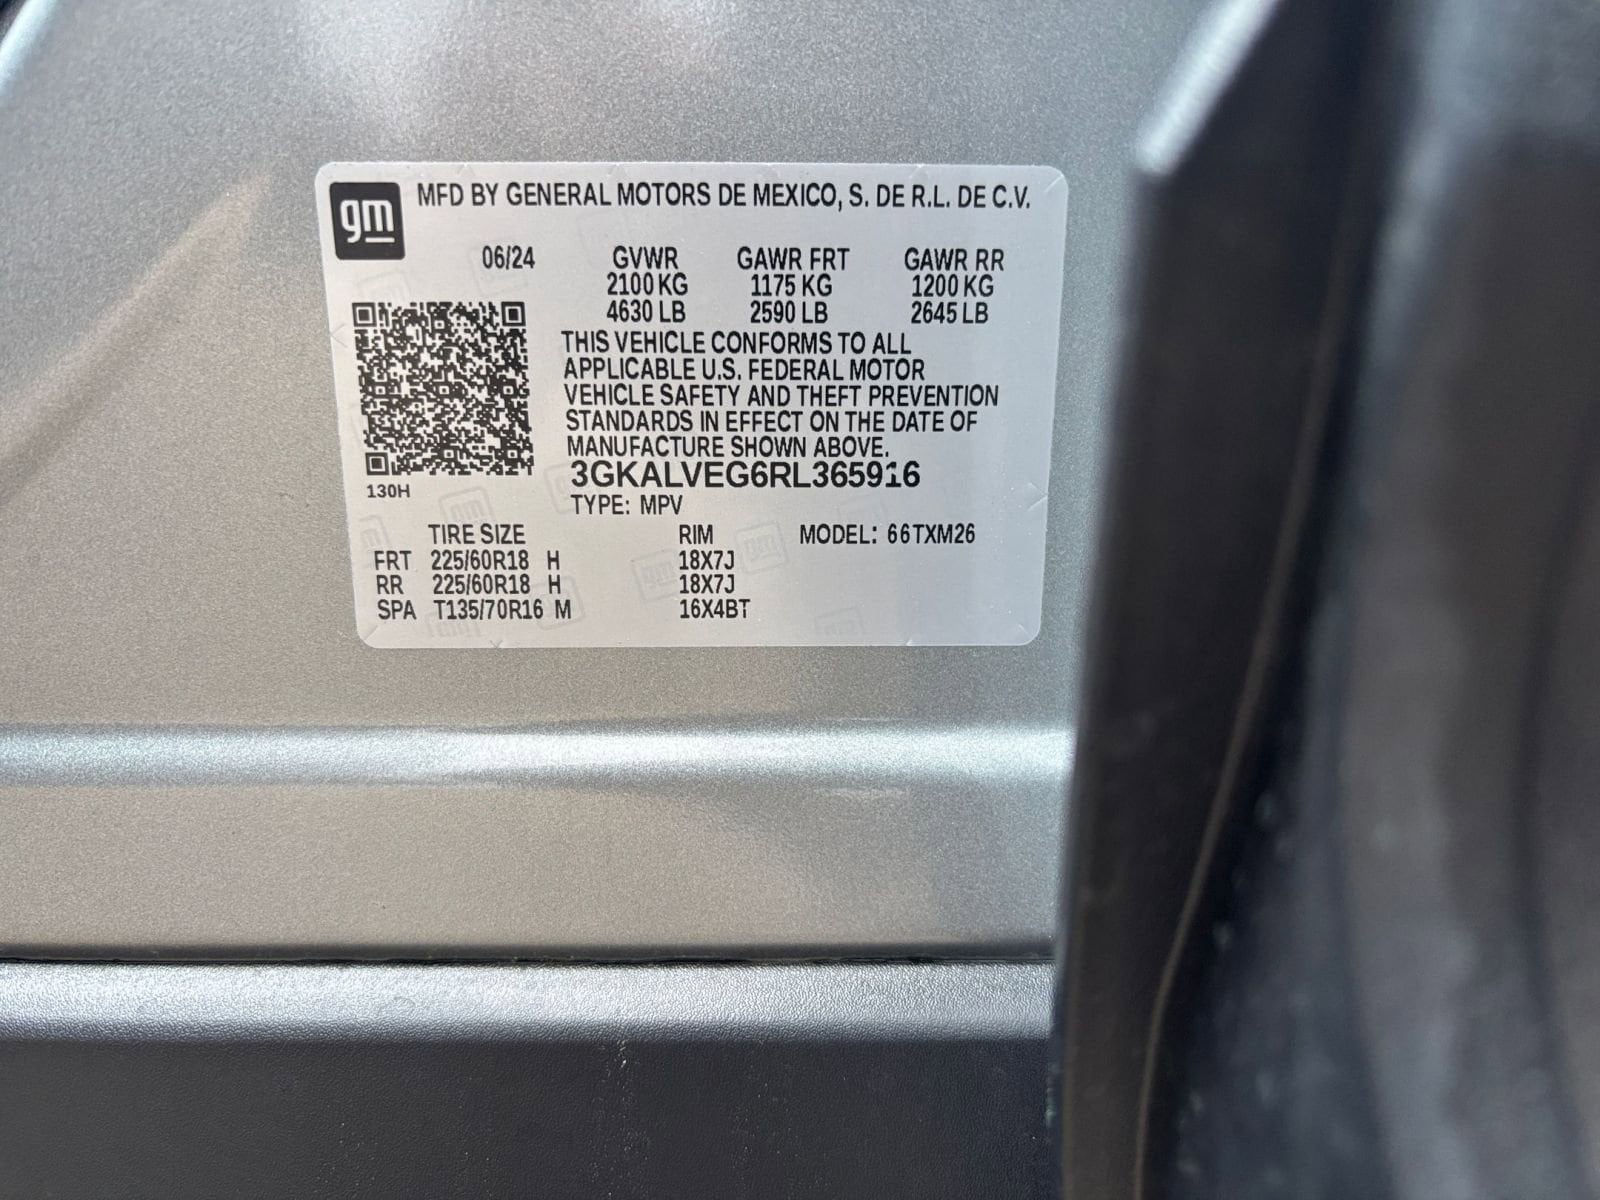 gm
MFD BY GENERAL MOTORS DE MEXICO, S. DE R.L. DE C.V.
06/24 GVWR GAWR FRT GAWR RR
2100 KG 1175 KG 1200 KG
4630 LB 2590 LB 2645 LB
THIS VEHICLE CONFORMS TO ALL
APPLICABLE U.S. FEDERAL MOTOR
VEHICLE SAFETY AND THEFT PREVENTION
STANDARDS IN EFFECT ON THE DATE OF
MANUFACTURE SHOWN ABOVE.
3GKALVEG6RL365916
130H
TYPE: MPV
TIRE SIZE RIM MODEL: 66TXM26
FRT 225/60R18 H 18X7J
RR 225/60R18 H 18X7J
SPA T135/70R16 M 16X4BT